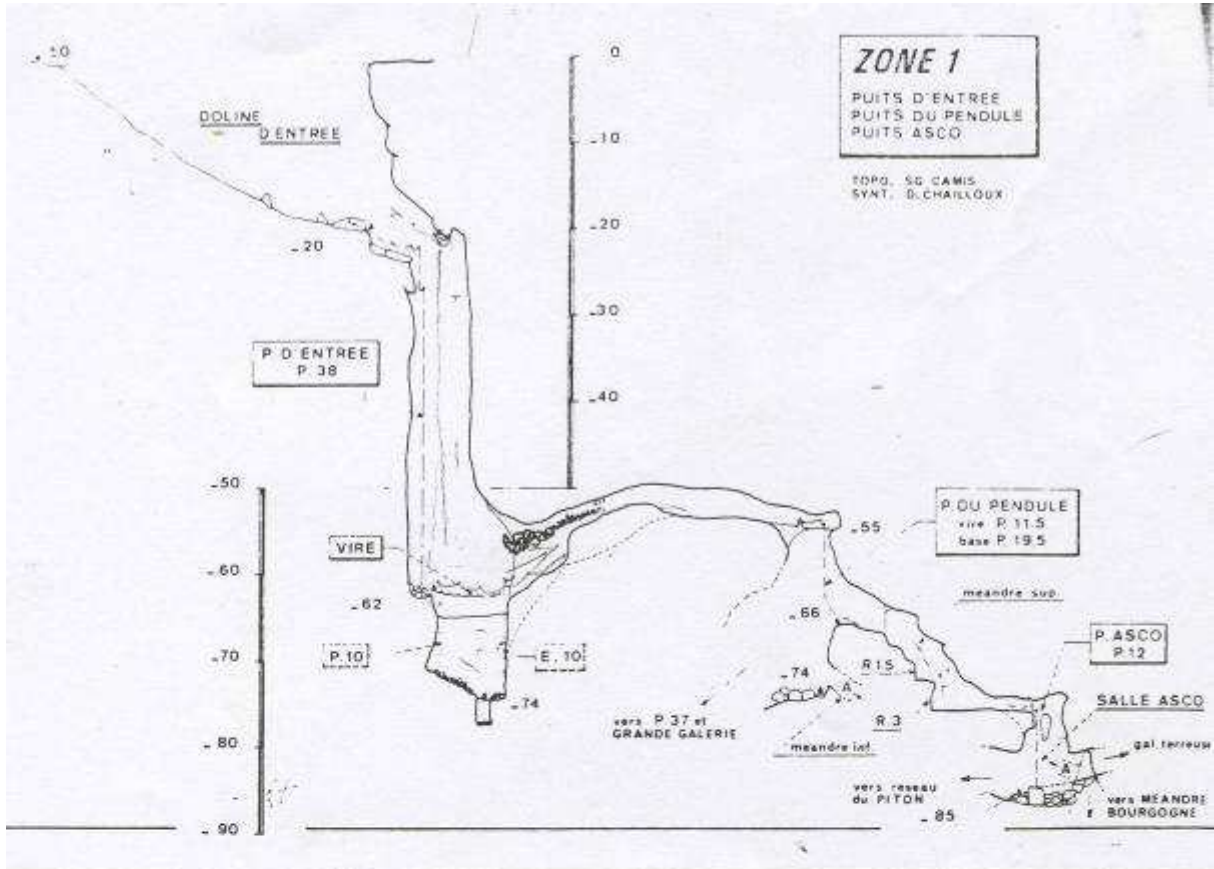 0
ZONE 1
PUITS D'ENTREE
PUITS DU PENDULE
PUITS ASCO
TOPO. SG CAMIS
SYNT. D. CHAILLOUX
DOLINE
D'ENTREE
-10
-20
-20
-30
P. D'ENTREE
P. 38
-40
-50
P. DU PENDULE
vire P. 11.5
base P. 19.5
-55
VIRE
-60
meandre sup.
-62
-66
P. ASCO
P. 12
P. 10
E. 10
-70
R 1.5
-74
-74
SALLE ASCO
vers P. 37 et
GRANDE GALERIE
R. 3
meandre inf.
-80
gal. terreuse
vers reseau
du PITON
vers MEANDRE
BOURGOGNE
-85
-90